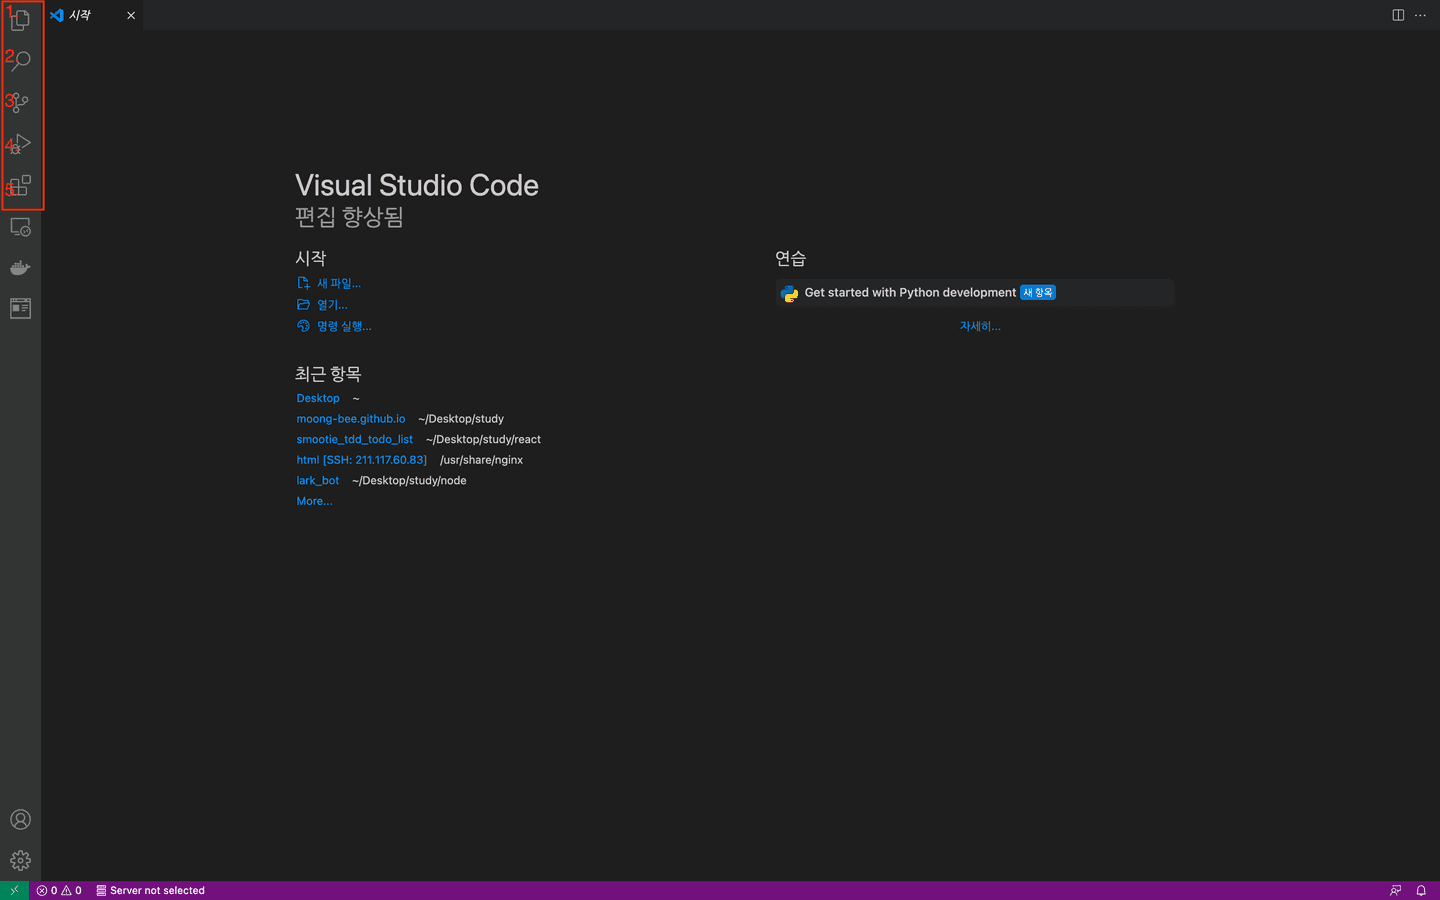 1
2
3
4
5
시작
Visual Studio Code
편집 향상됨
시작
새 파일...
열기...
명령 실행...
연습
Get started with Python development 새 항목
자세히...
최근 항목
Desktop ~
moong-bee.github.io ~/Desktop/study
smootie_tdd_todo_list ~/Desktop/study/react
html [SSH: 211.117.60.83] /usr/share/nginx
lark_bot ~/Desktop/study/node
More...
0 0 Server not selected